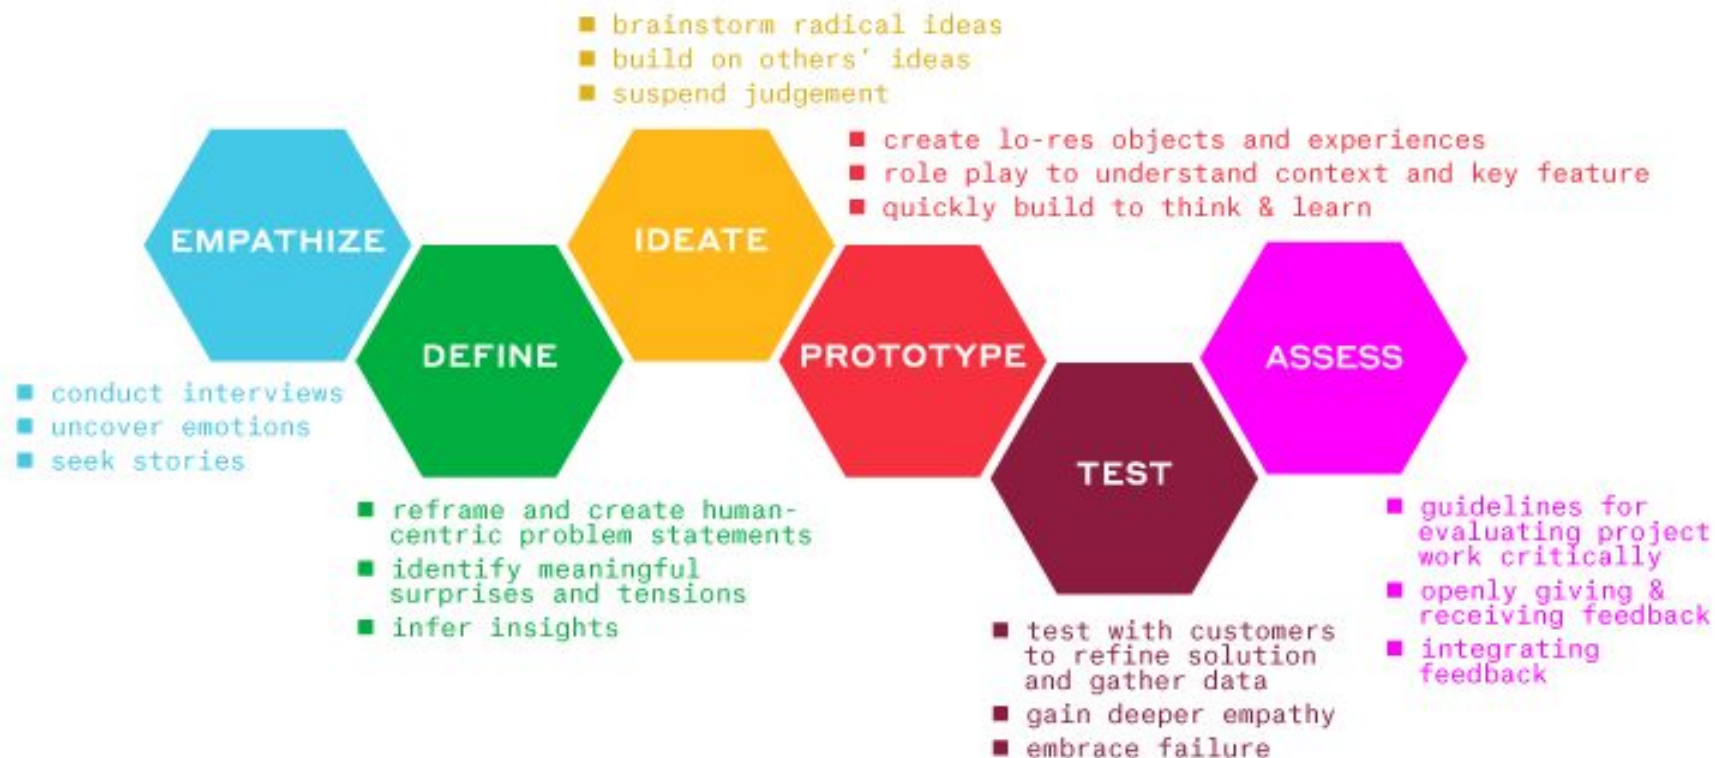 EMPATHIZE
■ conduct interviews
■ uncover emotions
■ seek stories
DEFINE
■ reframe and create human-
centric problem statements
■ identify meaningful
surprises and tensions
■ infer insights
IDEATE
■ brainstorm radical ideas
■ build on others' ideas
■ suspend judgement
PROTOTYPE
■ create lo-res objects and experiences
■ role play to understand context and key feature
■ quickly build to think & learn
TEST
■ test with customers
to refine solution
and gather data
■ gain deeper empathy
■ embrace failure
ASSESS
■ guidelines for
evaluating project
work critically
■ openly giving &
receiving feedback
■ integrating
feedback